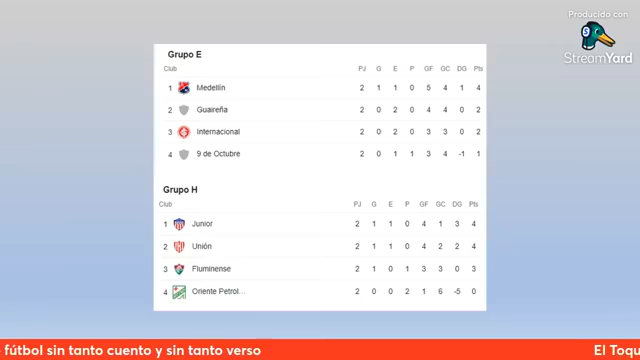 Producido con
StreamYard
Grupo E
Club PJ G E P GF GC DG Pts
1 Medellín 2 1 1 0 5 4 1 4
2 Guaireña 2 0 2 0 4 4 0 2
3 Internacional 2 0 2 0 3 3 0 2
4 9 de Octubre 2 0 1 1 3 4 -1 1
Grupo H
Club PJ G E P GF GC DG Pts
1 Junior 2 1 1 0 4 1 3 4
2 Unión 2 1 1 0 4 2 2 4
3 Fluminense 2 1 0 1 3 3 0 3
4 Oriente Petrol... 2 0 0 2 1 6 -5 0
fútbol sin tanto cuento y sin tanto verso El Toqu